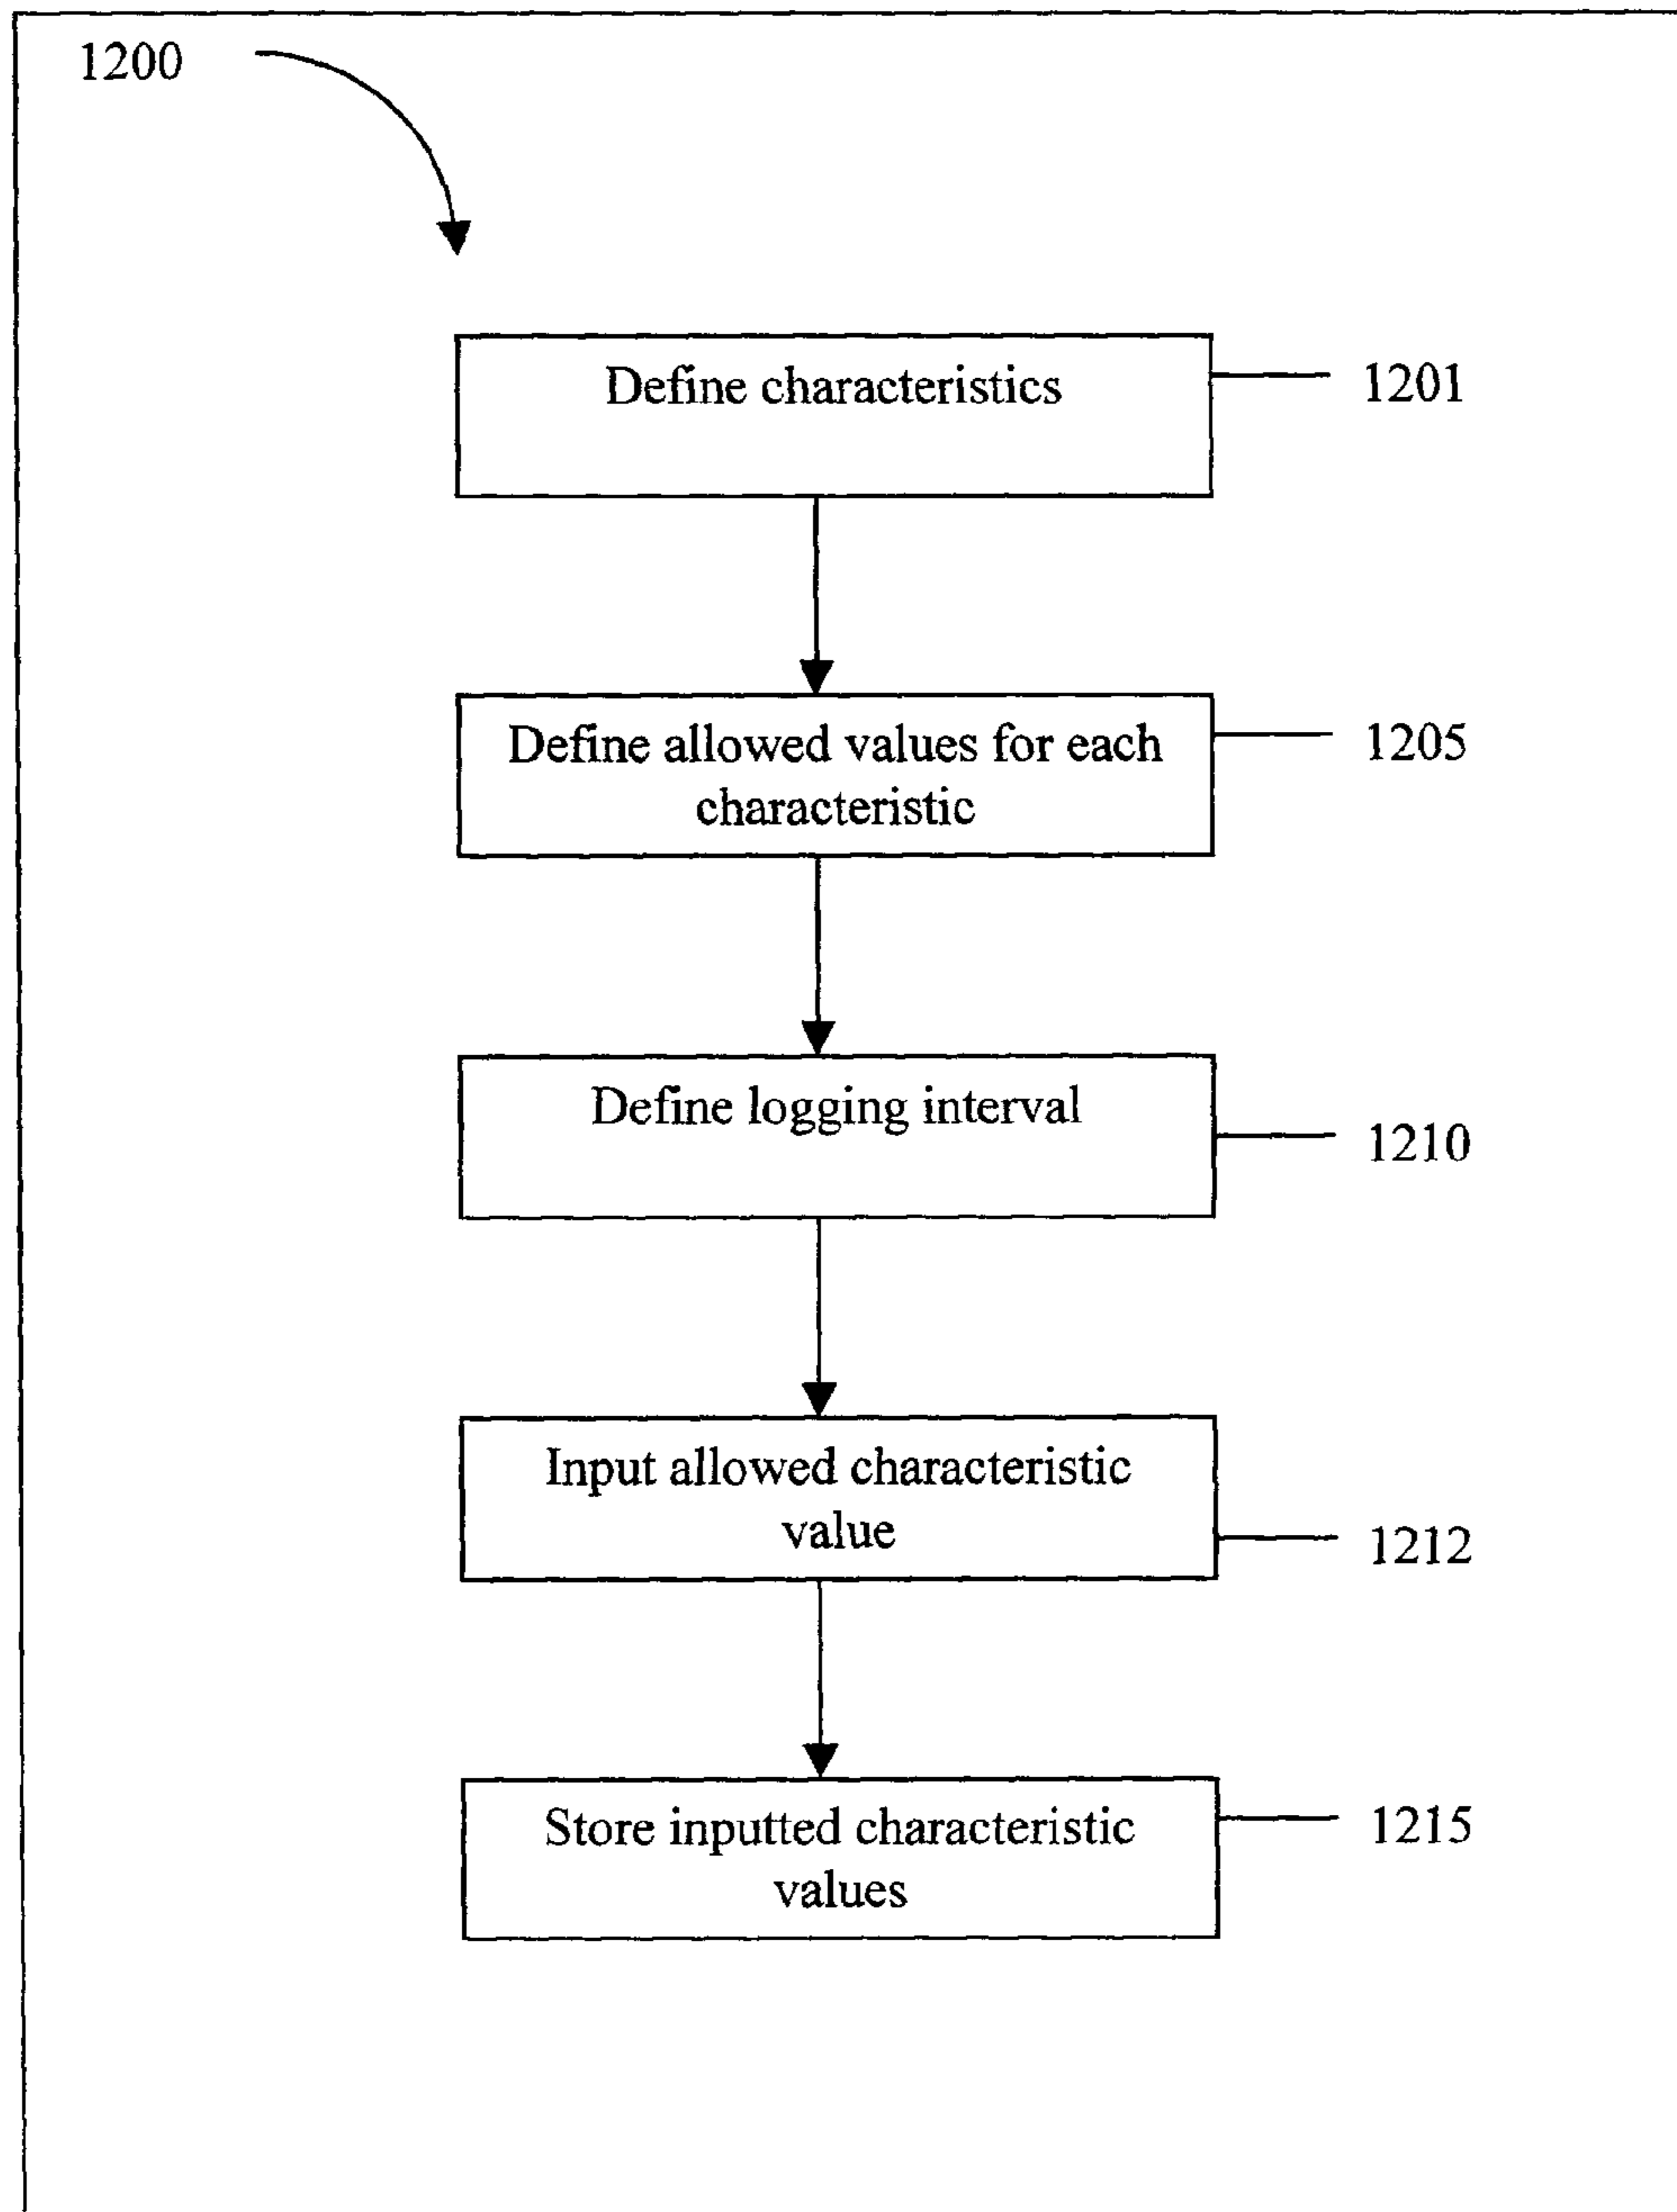 1200
Define characteristics
1201
Define allowed values for each
characteristic
1205
Define logging interval
1210
Input allowed characteristic
value
1212
Store inputted characteristic
values
1215